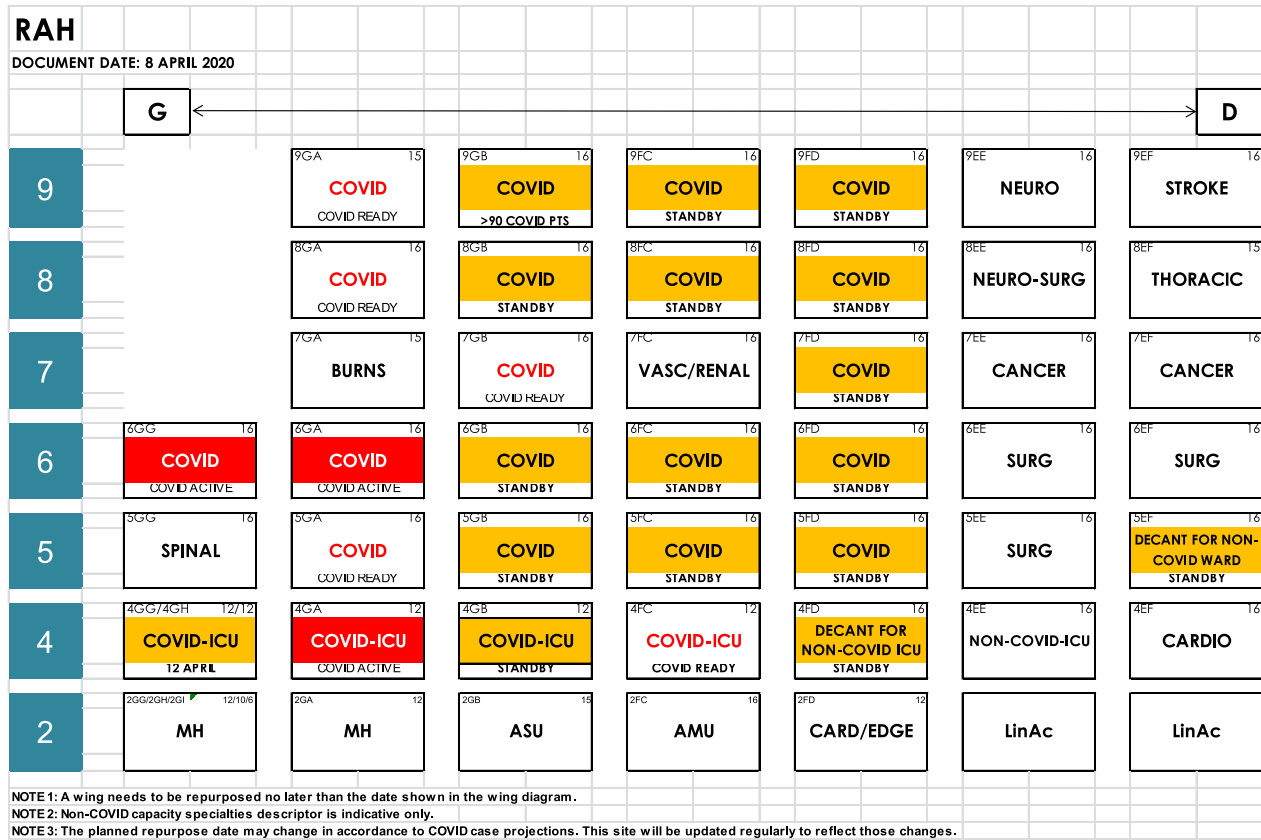 RAH
DOCUMENT DATE: 8 APRIL 2020
G D
9GA 15 9GB 16 9FC 16 9FD 16 9EE 16 9EF 16
9 COVID COVID COVID COVID NEURO STROKE
COVID READY >90 COVID PTS STANDBY STANDBY
8GA 16 8GB 16 8FC 16 8FD 16 8EE 16 8EF 15
8 COVID COVID COVID COVID NEURO-SURG THORACIC
COVID READY STANDBY STANDBY STANDBY
7GA 15 7GB 16 7FC 16 7FD 16 7EE 16 7EF 16
7 BURNS COVID VASC/RENAL COVID CANCER CANCER
COVID READY STANDBY
6GG 16 6GA 16 6GB 16 6FC 16 6FD 16 6EE 16 6EF 16
6 COVID COVID COVID COVID COVID SURG SURG
COVID ACTIVE COVID ACTIVE STANDBY STANDBY STANDBY
5GG 16 5GA 16 5GB 16 5FC 16 5FD 16 5EE 16 5EF 16
5 SPINAL COVID COVID COVID COVID SURG DECANT FOR NON-
COVID WARD
COVID READY STANDBY STANDBY STANDBY STANDBY
4GG/4GH 12/12 4GA 12 4GB 12 4FC 12 4FD 16 4EE 16 4EF 16
4 COVID-ICU COVID-ICU COVID-ICU COVID-ICU DECANT FOR NON-COVID-ICU CARDIO
NON-COVID ICU
12 APRIL COVID ACTIVE STANDBY COVID READY STANDBY
2GG/2GH/2GI 12/10/6 2GA 12 2GB 15 2FC 16 2FD 12
2 MH MH ASU AMU CARD/EDGE LinAc LinAc
NOTE 1: A wing needs to be repurposed no later than the date shown in the wing diagram.
NOTE 2: Non-COVID capacity specialties descriptor is indicative only.
NOTE 3: The planned repurpose date may change in accordance to COVID case projections. This site will be updated regularly to reflect those changes.